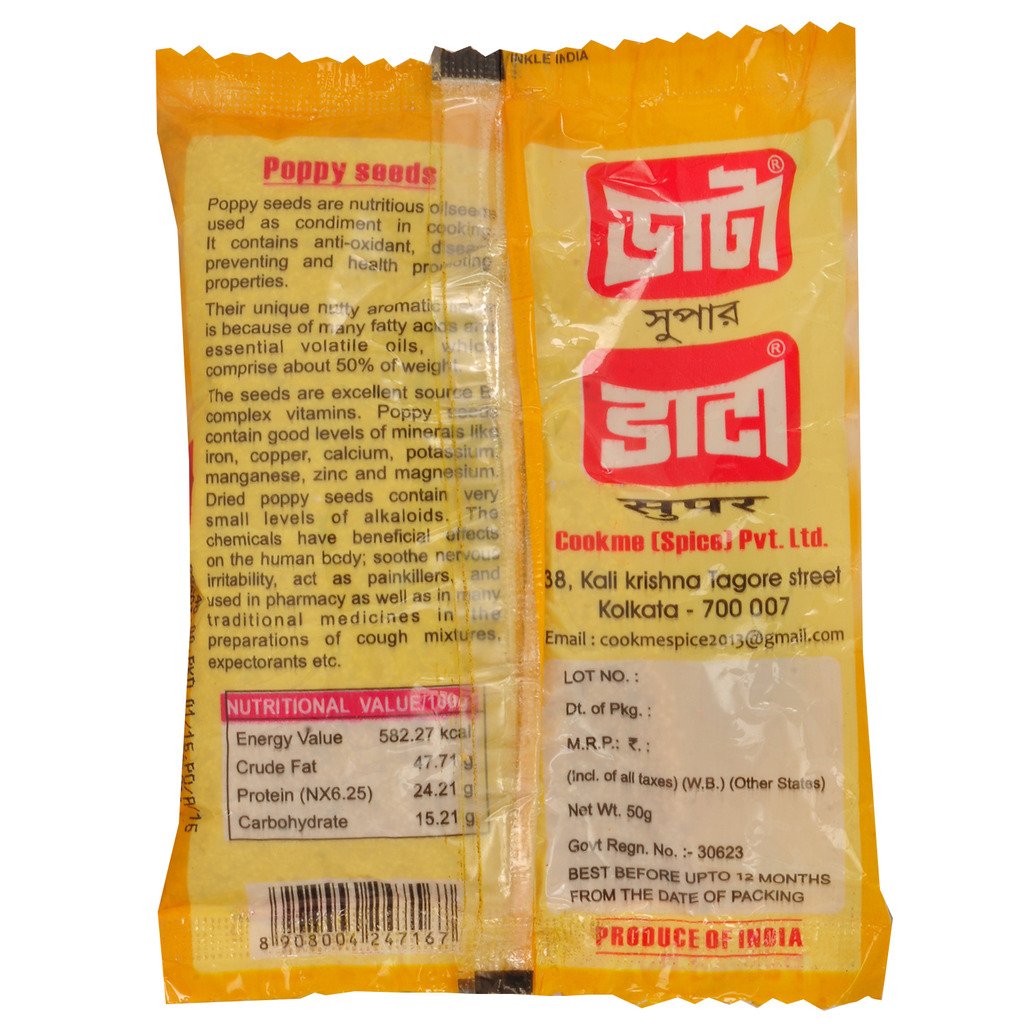 INKLE INDIA
Poppy seeds
Poppy seeds are nutritious oilseeds
used as condiment in cooking.
It contains anti-oxidant, disease
preventing and health promoting
properties.
Their unique nutty aromatic
is because of many fatty acids and
essential volatile oils, which
comprise about 50% of weight.
The seeds are excellent source B
complex vitamins. Poppy seeds
contain good levels of minerals like
iron, copper, calcium, potassium,
manganese, zinc and magnesium.
Dried poppy seeds contain very
small levels of alkaloids. The
chemicals have beneficial effects
on the human body; soothe nervous
irritability, act as painkillers, and
used in pharmacy as well as in many
traditional medicines in the
preparations of cough mixtures,
expectorants etc.
NUTRITIONAL VALUE/100g
Energy Value 582.27 kcal
Crude Fat 47.71 g
Protein (NX6.25) 24.21 g
Carbohydrate 15.21 g
8 908004 247167
ডাটা ®
সুপার
डाटा ®
सुपर
Cookme (Spice) Pvt. Ltd.
38, Kali krishna Tagore street
Kolkata - 700 007
Email : cookmespice2013@gmail.com
LOT NO. :
Dt. of Pkg. :
M.R.P.: ₹. :
(Incl. of all taxes) (W.B.) (Other States)
Net Wt. 50g
Govt Regn. No. :- 30623
BEST BEFORE UPTO 12 MONTHS
FROM THE DATE OF PACKING
PRODUCE OF INDIA